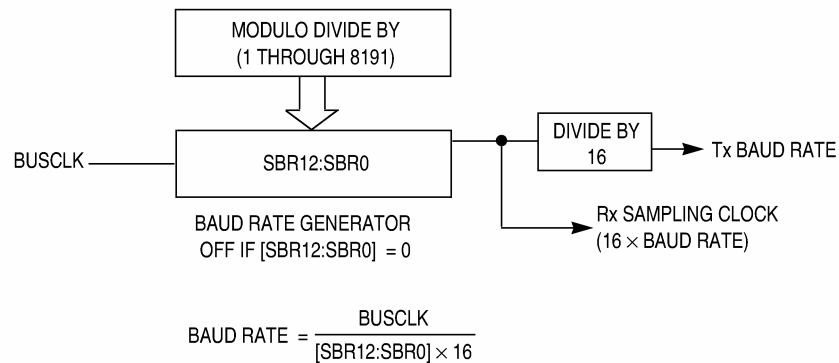 MODULO DIVIDE BY
(1 THROUGH 8191)
BUSCLK
SBR12:SBR0
DIVIDE BY
16
Tx BAUD RATE
Rx SAMPLING CLOCK
(16 × BAUD RATE)
BAUD RATE GENERATOR
OFF IF [SBR12:SBR0] = 0
BAUD RATE =
BUSCLK
[SBR12:SBR0] × 16